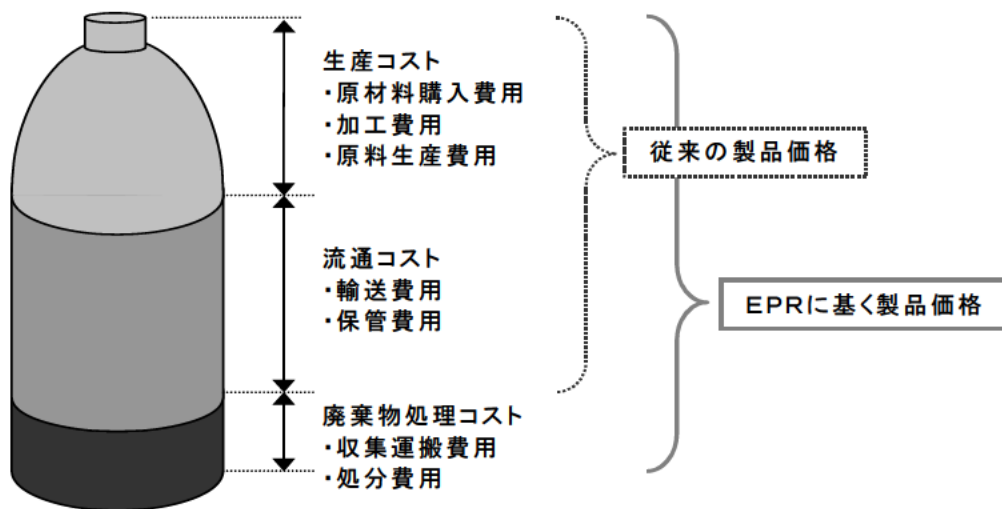 生産コスト
・原材料購入費用
・加工費用
・原料生産費用
従来の製品価格
流通コスト
・輸送費用
・保管費用
EPRに基く製品価格
廃棄物処理コスト
・収集運搬費用
・処分費用